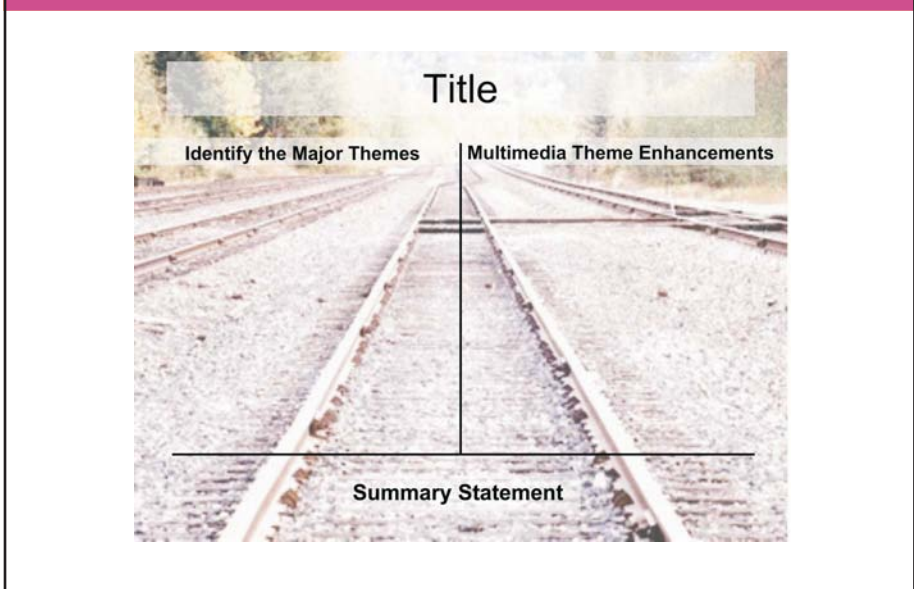 Title
Identify the Major Themes
Multimedia Theme Enhancements
Summary Statement